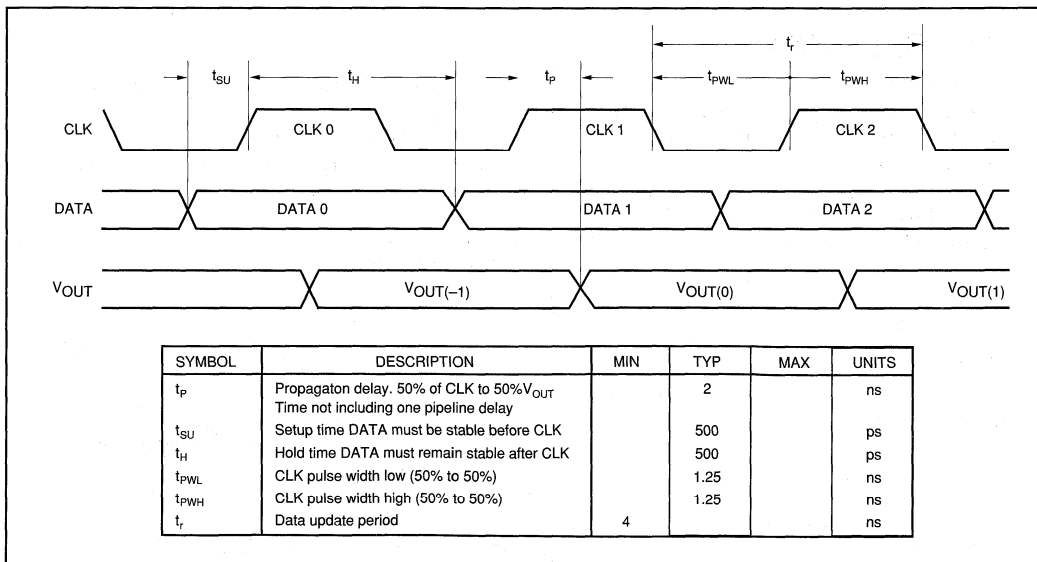 t_r
t_SU t_H t_P t_PWL t_PWH
CLK CLK 0 CLK 1 CLK 2
DATA DATA 0 DATA 1 DATA 2
V_OUT V_OUT(–1) V_OUT(0) V_OUT(1)
SYMBOL DESCRIPTION MIN TYP MAX UNITS
t_P Propagaton delay. 50% of CLK to 50%V_OUT 2 ns
Time not including one pipeline delay
t_SU Setup time DATA must be stable before CLK 500 ps
t_H Hold time DATA must remain stable after CLK 500 ps
t_PWL CLK pulse width low (50% to 50%) 1.25 ns
t_PWH CLK pulse width high (50% to 50%) 1.25 ns
t_r Data update period 4 ns